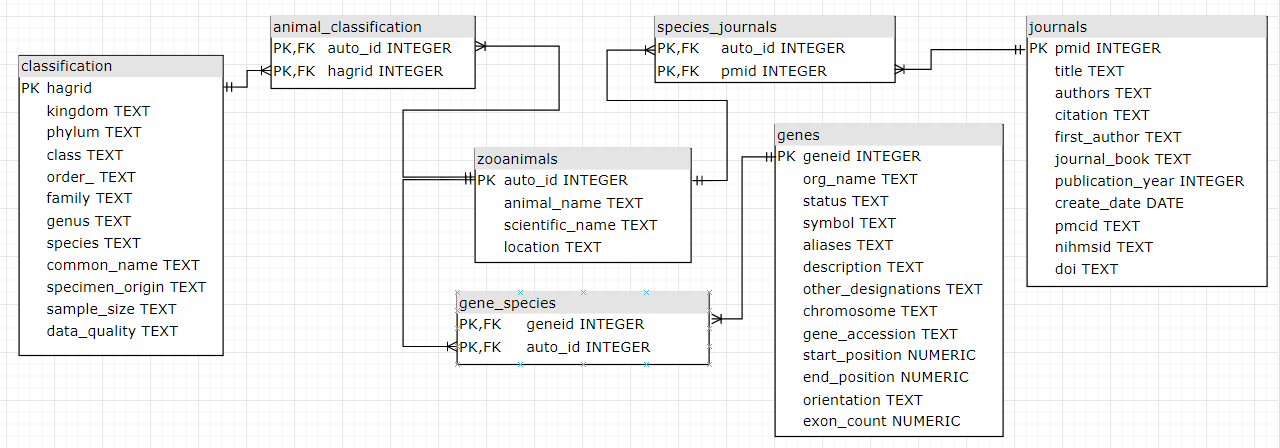 classification
PK hagrid
kingdom TEXT
phylum TEXT
class TEXT
order_ TEXT
family TEXT
genus TEXT
species TEXT
common_name TEXT
specimen_origin TEXT
sample_size TEXT
data_quality TEXT
animal_classification
PK,FK auto_id INTEGER
PK,FK hagrid INTEGER
zooanimals
PK auto_id INTEGER
animal_name TEXT
scientific_name TEXT
location TEXT
gene_species
PK,FK geneid INTEGER
PK,FK auto_id INTEGER
species_journals
PK,FK auto_id INTEGER
PK,FK pmid INTEGER
genes
PK geneid INTEGER
org_name TEXT
status TEXT
symbol TEXT
aliases TEXT
description TEXT
other_designations TEXT
chromosome TEXT
gene_accession TEXT
start_position NUMERIC
end_position NUMERIC
orientation TEXT
exon_count NUMERIC
journals
PK pmid INTEGER
title TEXT
authors TEXT
citation TEXT
first_author TEXT
journal_book TEXT
publication_year INTEGER
create_date DATE
pmcid TEXT
nihmsid TEXT
doi TEXT